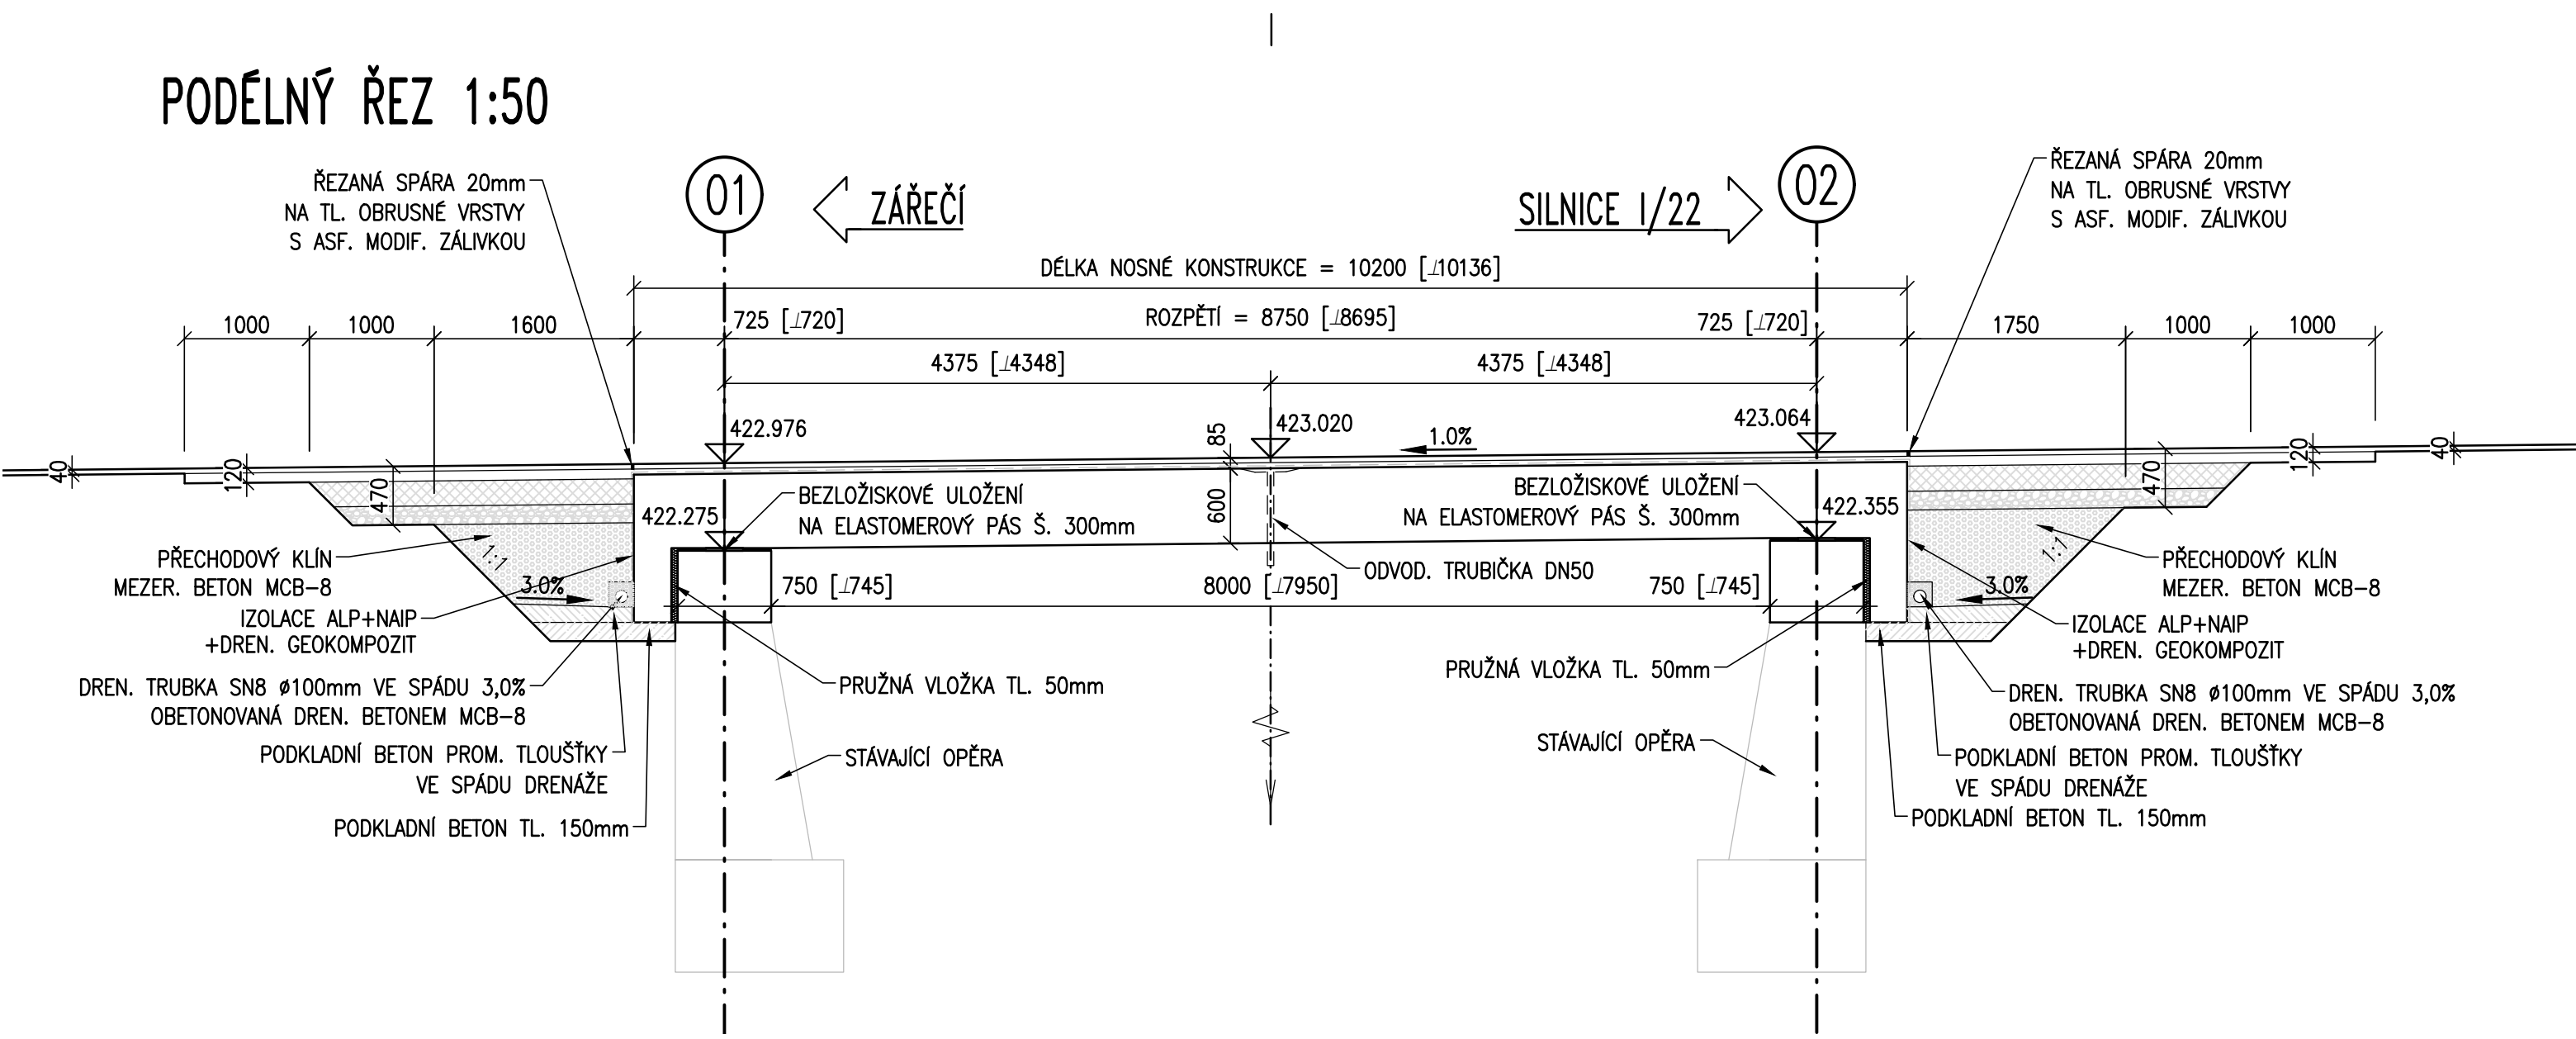 PODÉLNÝ ŘEZ 1:50
ŘEZANÁ SPÁRA 20mm
NA TL. OBRUSNÉ VRSTVY
S ASF. MODIF. ZÁLIVKOU
01
ZÁŘEČÍ
SILNICE I/22
02
ŘEZANÁ SPÁRA 20mm
NA TL. OBRUSNÉ VRSTVY
S ASF. MODIF. ZÁLIVKOU
DÉLKA NOSNÉ KONSTRUKCE = 10200 [⊥10136]
1000
1000
1600
725 [⊥720]
ROZPĚTÍ = 8750 [⊥8695]
725 [⊥720]
1750
1000
1000
4375 [⊥4348]
4375 [⊥4348]
422.976
85
423.020
1.0%
423.064
40
120
470
470
120
40
422.275
BEZLOŽISKOVÉ ULOŽENÍ
NA ELASTOMEROVÝ PÁS Š. 300mm
600
BEZLOŽISKOVÉ ULOŽENÍ
NA ELASTOMEROVÝ PÁS Š. 300mm
422.355
1:1
1:1
PŘECHODOVÝ KLÍN
MEZER. BETON MCB-8
3.0%
750 [⊥745]
8000 [⊥7950]
ODVOD. TRUBIČKA DN50
750 [⊥745]
3.0%
PŘECHODOVÝ KLÍN
MEZER. BETON MCB-8
IZOLACE ALP+NAIP
+DREN. GEOKOMPOZIT
IZOLACE ALP+NAIP
+DREN. GEOKOMPOZIT
DREN. TRUBKA SN8 ø100mm VE SPÁDU 3,0%
OBETONOVANÁ DREN. BETONEM MCB-8
PRUŽNÁ VLOŽKA TL. 50mm
PRUŽNÁ VLOŽKA TL. 50mm
DREN. TRUBKA SN8 ø100mm VE SPÁDU 3,0%
OBETONOVANÁ DREN. BETONEM MCB-8
PODKLADNÍ BETON PROM. TLOUŠŤKY
VE SPÁDU DRENÁŽE
STÁVAJÍCÍ OPĚRA
STÁVAJÍCÍ OPĚRA
PODKLADNÍ BETON PROM. TLOUŠŤKY
VE SPÁDU DRENÁŽE
PODKLADNÍ BETON TL. 150mm
PODKLADNÍ BETON TL. 150mm